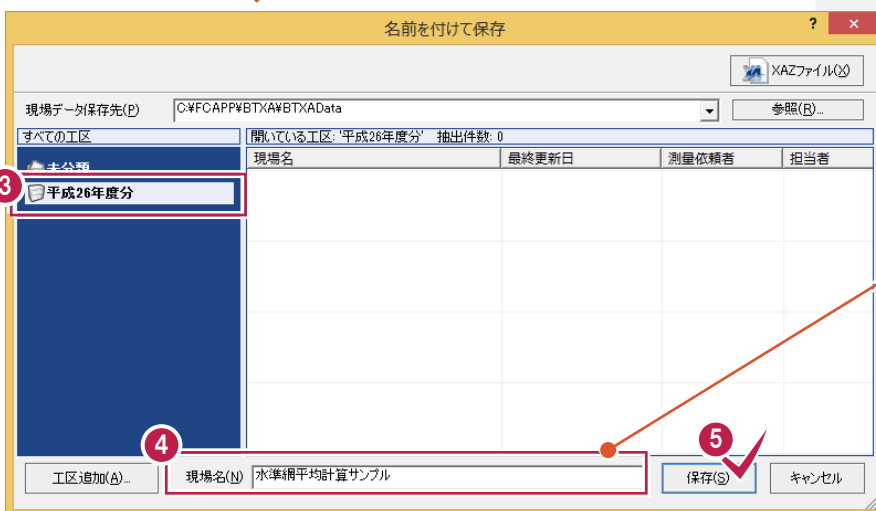 名前を付けて保存
? ×
XAZファイル(X)
現場データ保存先(P) C:¥FCAPP¥BTXA¥BTXAData 参照(R)...
すべての工区 開いている工区: '平成26年度分' 抽出件数: 0
未分類 現場名 最終更新日 測量依頼者 担当者
3 平成26年度分
4 5
工区追加(A)... 現場名(N) 水準網平均計算サンプル 保存(S) キャンセル